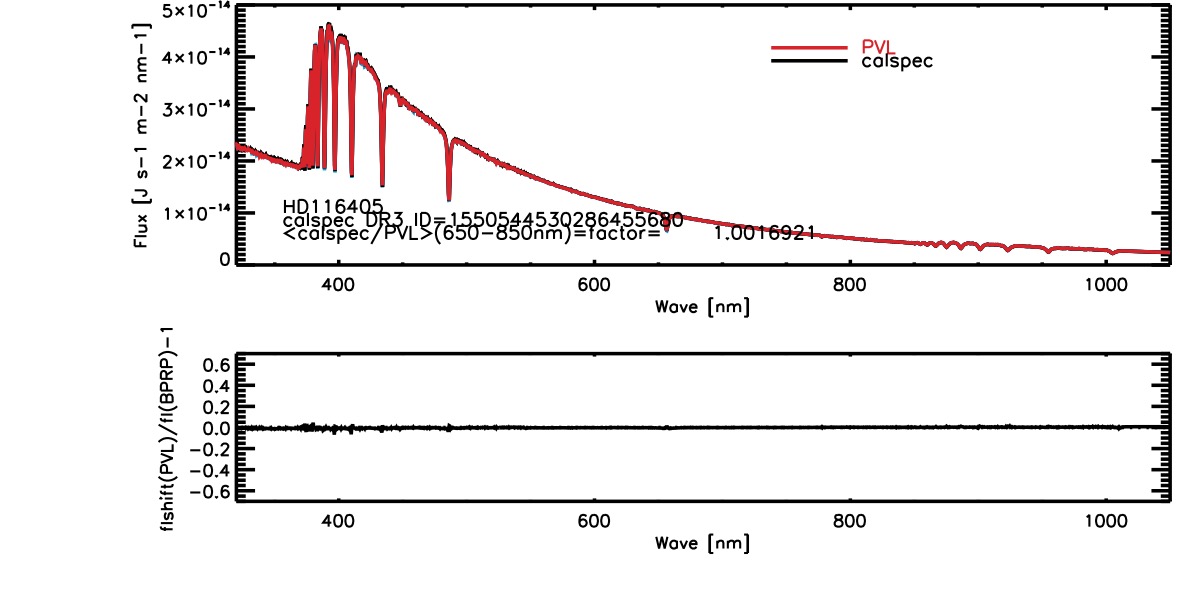 5×10−14
4×10−14
3×10−14
2×10−14
1×10−14
0
Flux [J s−1 m−2 nm−1]
PVL
calspec
HD116405
calspec DR3 ID=1550544530286455680
<calspec/PVL>(650−850nm)=factor= 1.0016921
400 600 800 1000
Wave [nm]
flshift(PVL)/fl(BPRP)−1
0.6
0.4
0.2
0.0
−0.2
−0.4
−0.6
400 600 800 1000
Wave [nm]